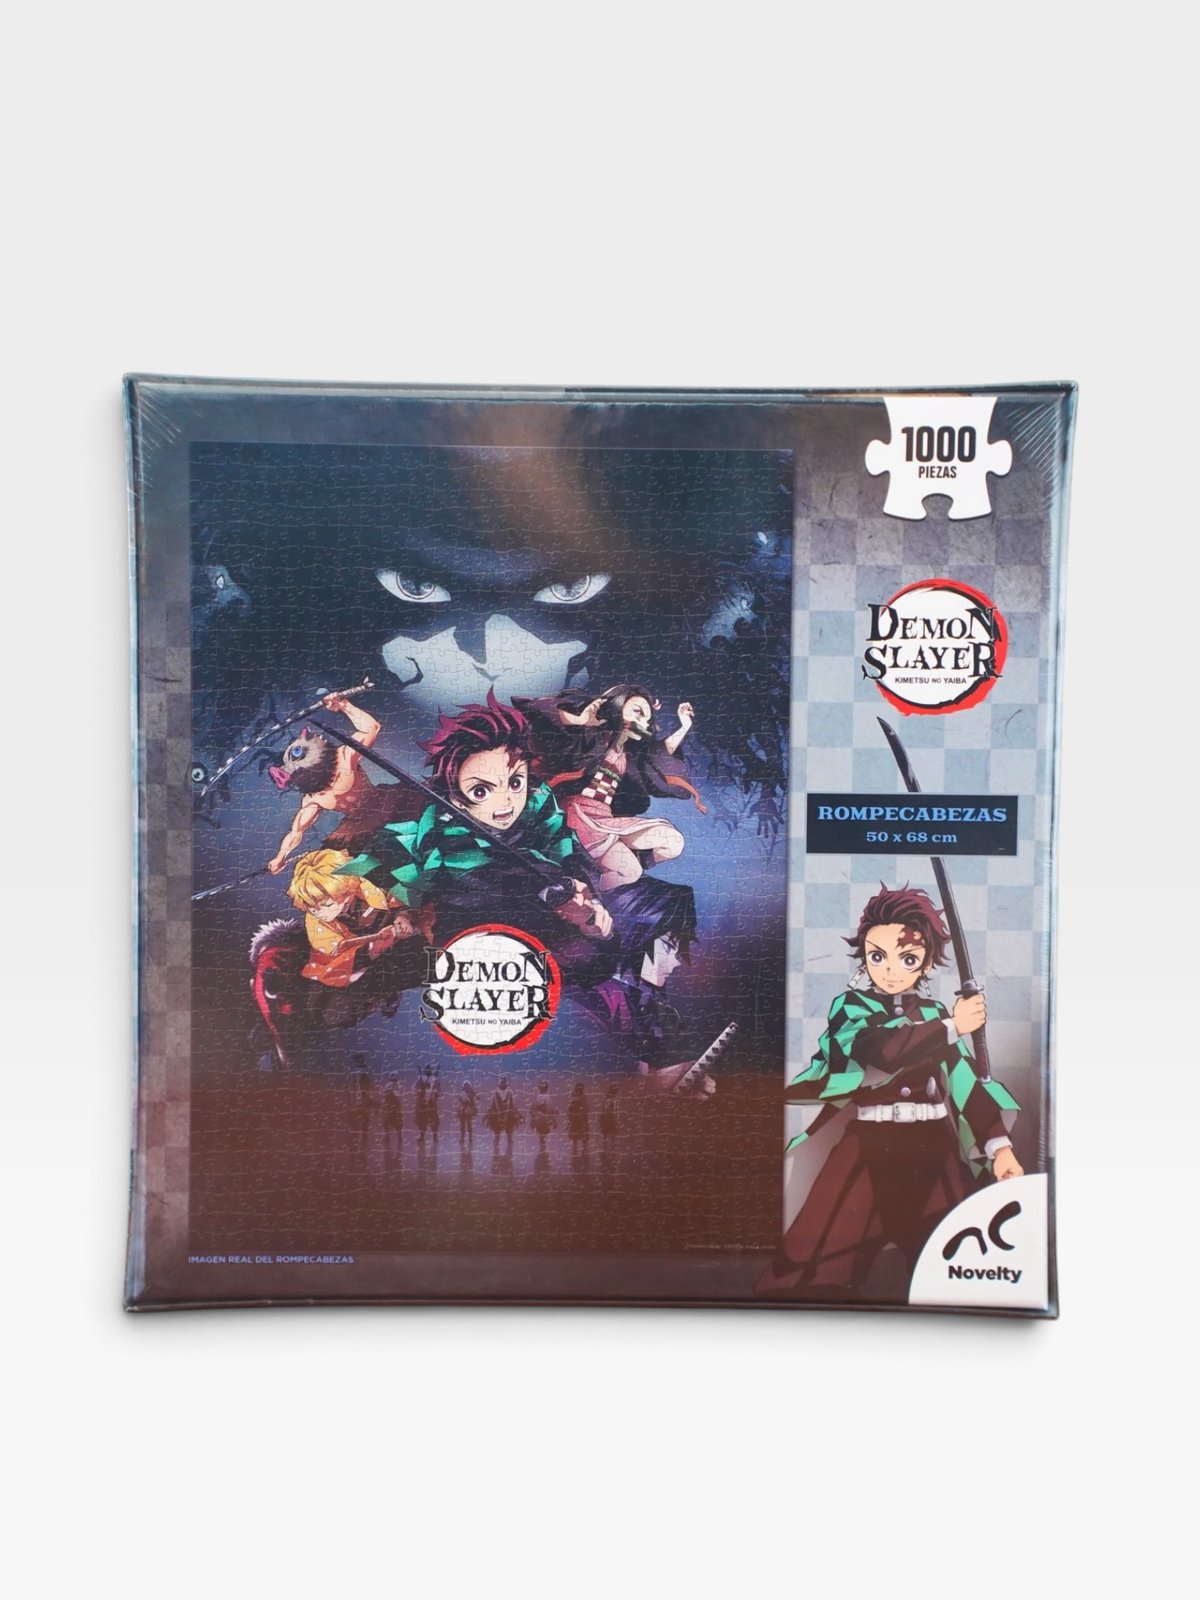 1000
PIEZAS
DEMON
SLAYER
KIMETSU NO YAIBA
ROMPECABEZAS
50 x 68 cm
DEMON
SLAYER
KIMETSU NO YAIBA
IMAGEN REAL DEL ROMPECABEZAS
Novelty